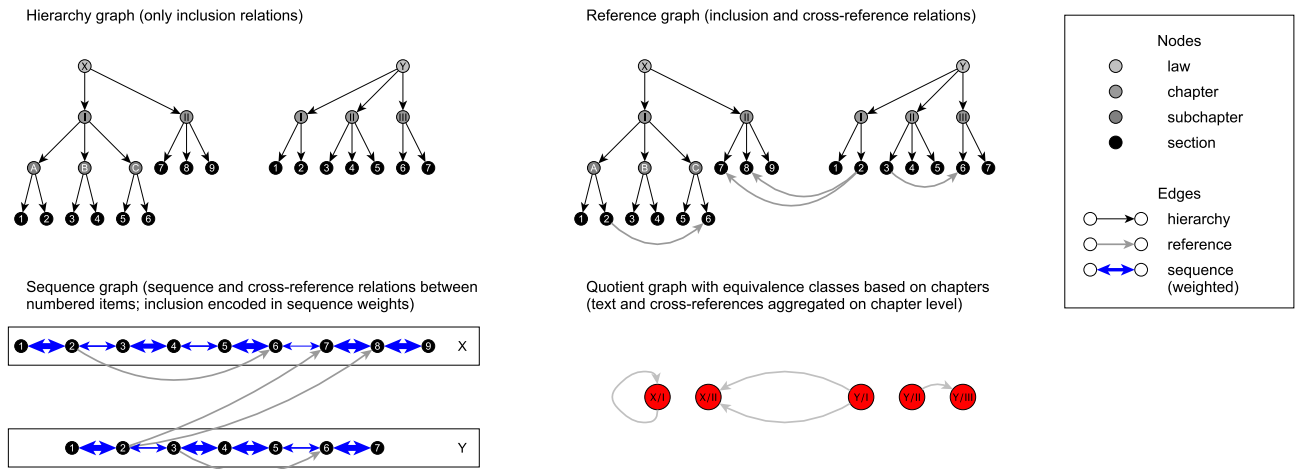 Hierarchy graph (only inclusion relations)
X Y
I II I II III
A B C 7 8 9 1 2 3 4 5 6 7
1 2 3 4 5 6
Reference graph (inclusion and cross-reference relations)
X Y
I II I II III
A B C 7 8 9 1 2 3 4 5 6 7
1 2 3 4 5 6
Nodes
law
chapter
subchapter
section
Edges
hierarchy
reference
sequence
(weighted)
Sequence graph (sequence and cross-reference relations between
numbered items; inclusion encoded in sequence weights)
1 2 3 4 5 6 7 8 9 X
1 2 3 4 5 6 7 Y
Quotient graph with equivalence classes based on chapters
(text and cross-references aggregated on chapter level)
X/I X/II Y/I Y/II Y/III